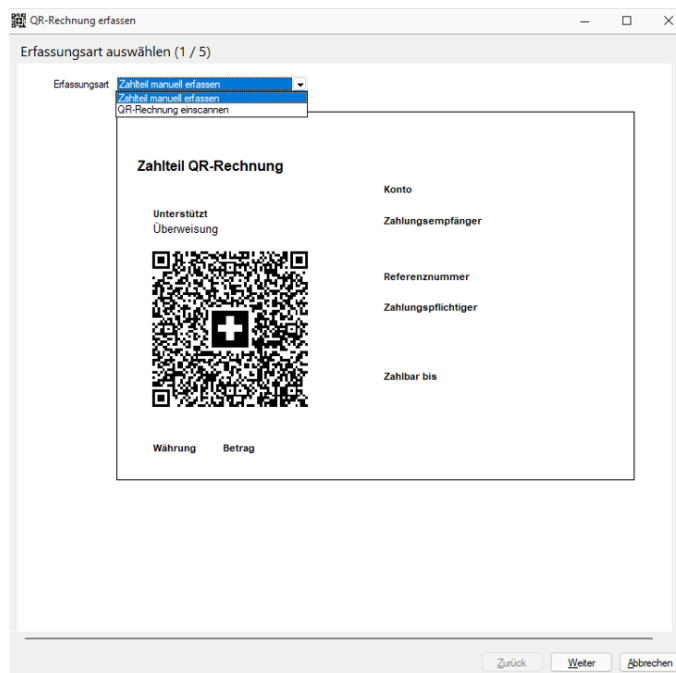 QR-Rechnung erfassen
Erfassungsart auswählen (1 / 5)
Erfassungsart Zahlteil manuell erfassen
Zahlteil manuell erfassen
QR-Rechnung einscannen
Zahlteil QR-Rechnung
Unterstützt
Überweisung
Währung Betrag
Konto
Zahlungsempfänger
Referenznummer
Zahlungspflichtiger
Zahlbar bis
Zurück Weiter Abbrechen